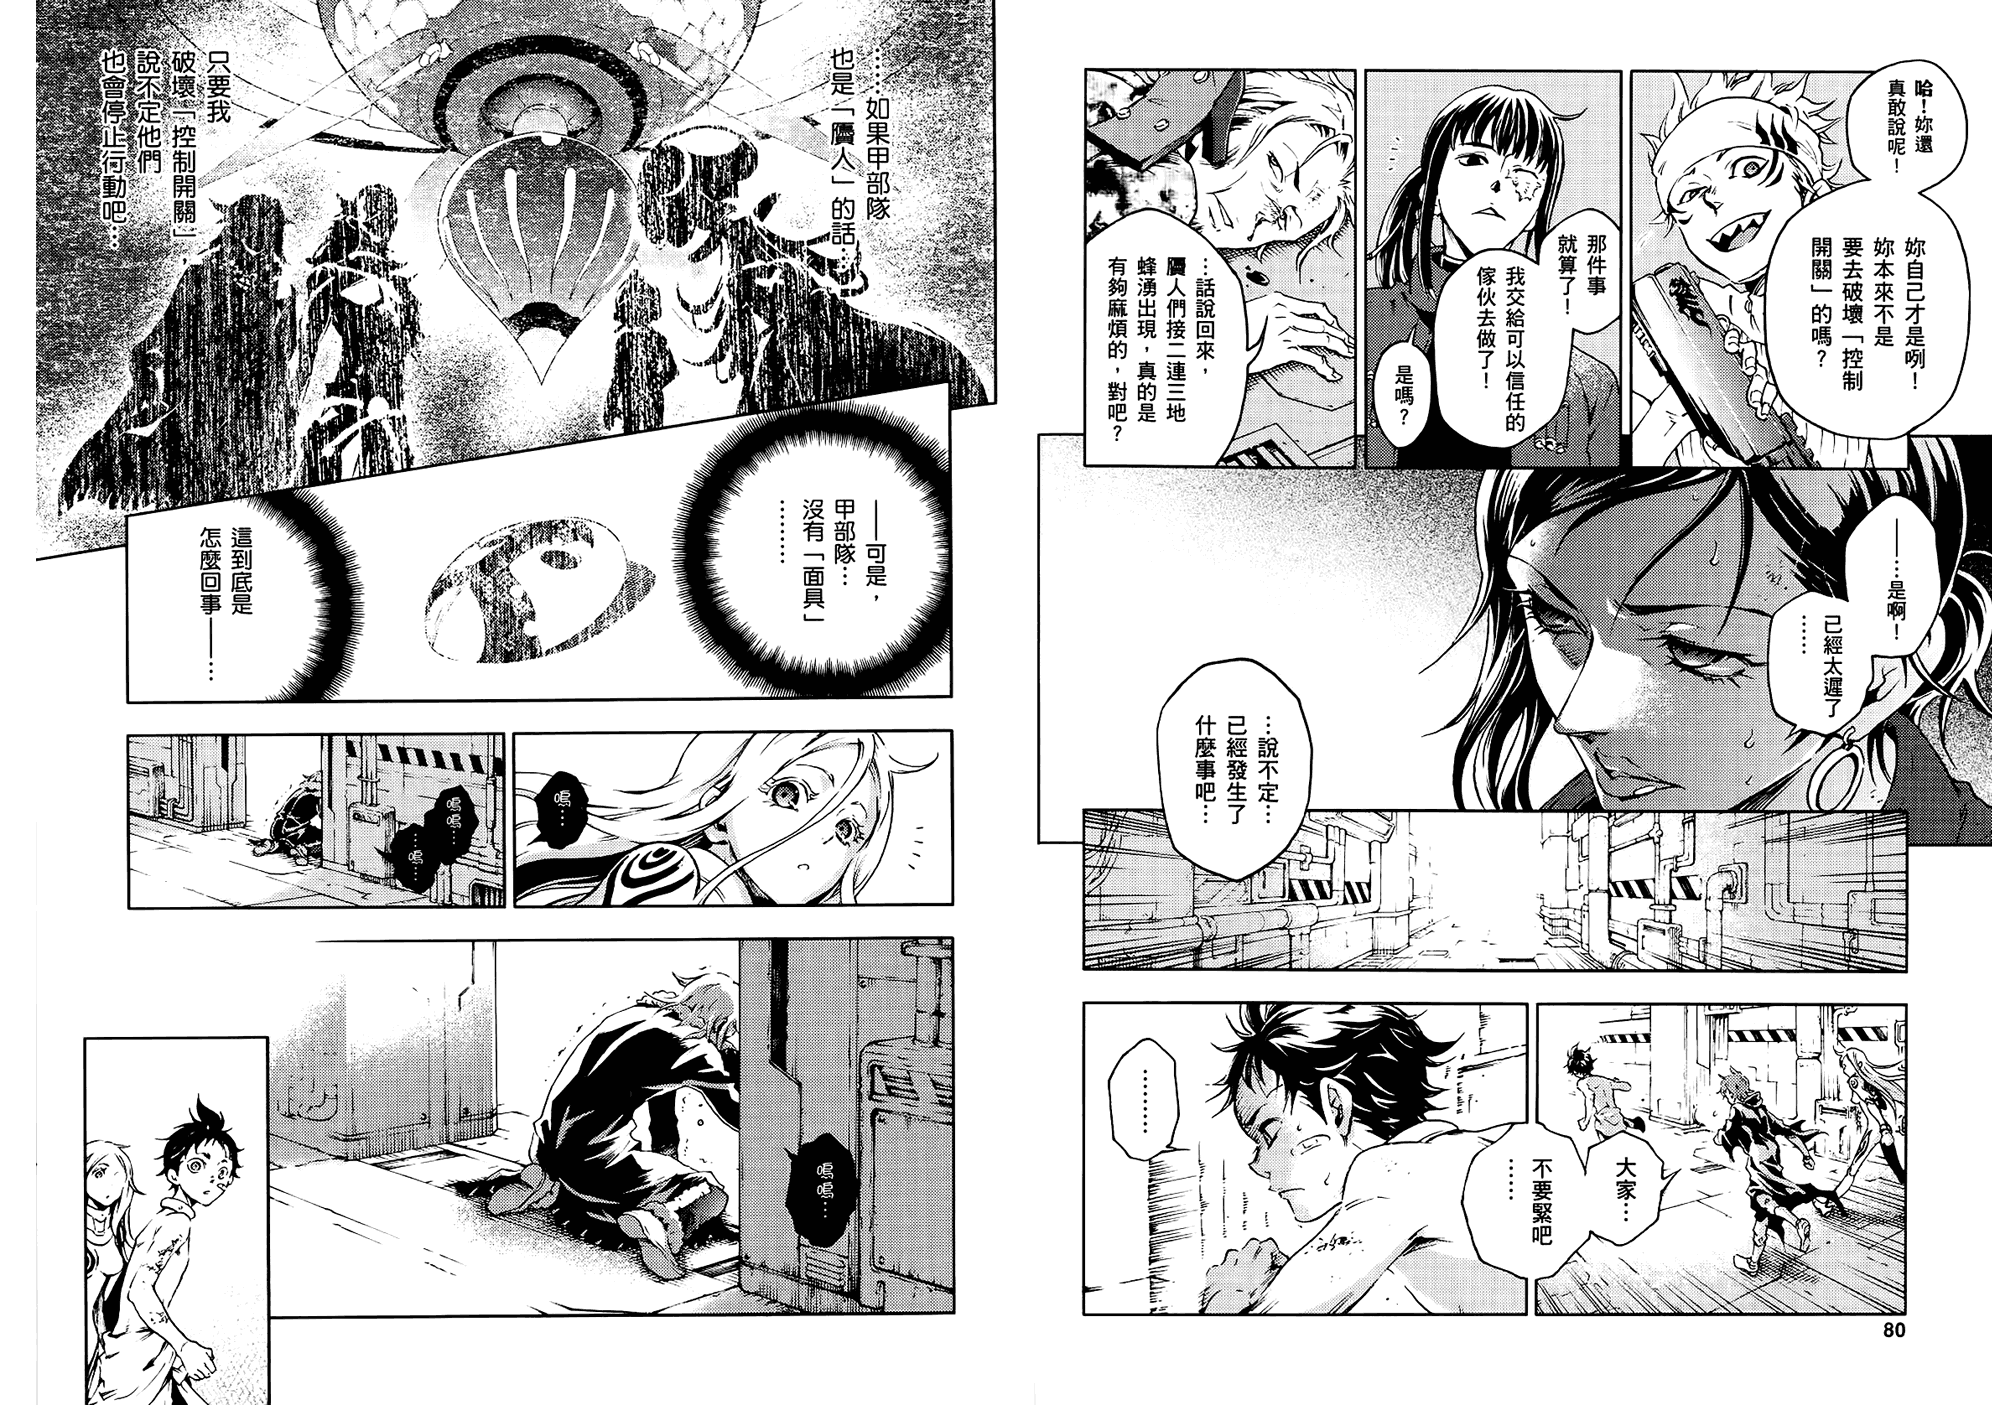 哈！妳還
真敢說呢！
妳自己才是咧！
妳本來不是
要去破壞「控制
開關」的嗎？
那件事
就算了！
我交給可以信任的
傢伙去做了！
是嗎？
…話說回來，
贗人們接二連三地
蜂湧出現，真的是
有夠麻煩的，對吧？
——…是啊！
已經太遲了
……
…說不定…
已經發生了
什麼事吧…
大家…
不要緊吧
……
………
80
……如果甲部隊
也是「贗人」的話…
只要我
破壞「控制開關」，
說不定他們
也會停止行動吧…
——可是，
甲部隊…
沒有「面具」
………
這到底是
怎麼回事——…
嗚…
嗚
嗚…
…嗚…
嗚
嗚…